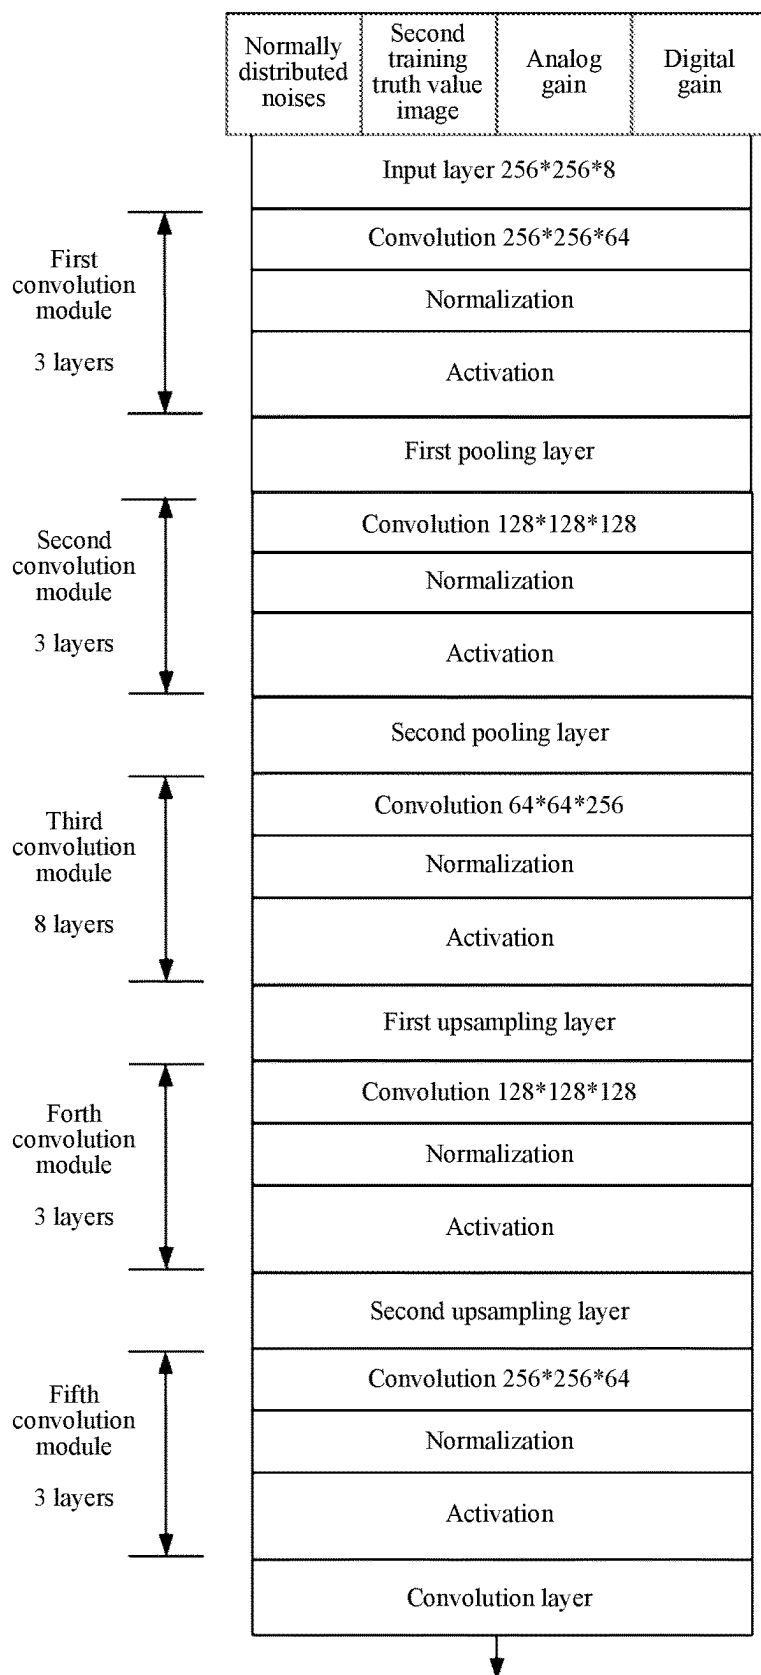 Normally
distributed
noises
Second
training
truth value
image
Analog
gain
Digital
gain
Input layer 256*256*8
First
convolution
module
3 layers
Convolution 256*256*64
Normalization
Activation
First pooling layer
Second
convolution
module
3 layers
Convolution 128*128*128
Normalization
Activation
Second pooling layer
Third
convolution
module
8 layers
Convolution 64*64*256
Normalization
Activation
First upsampling layer
Forth
convolution
module
3 layers
Convolution 128*128*128
Normalization
Activation
Second upsampling layer
Fifth
convolution
module
3 layers
Convolution 256*256*64
Normalization
Activation
Convolution layer